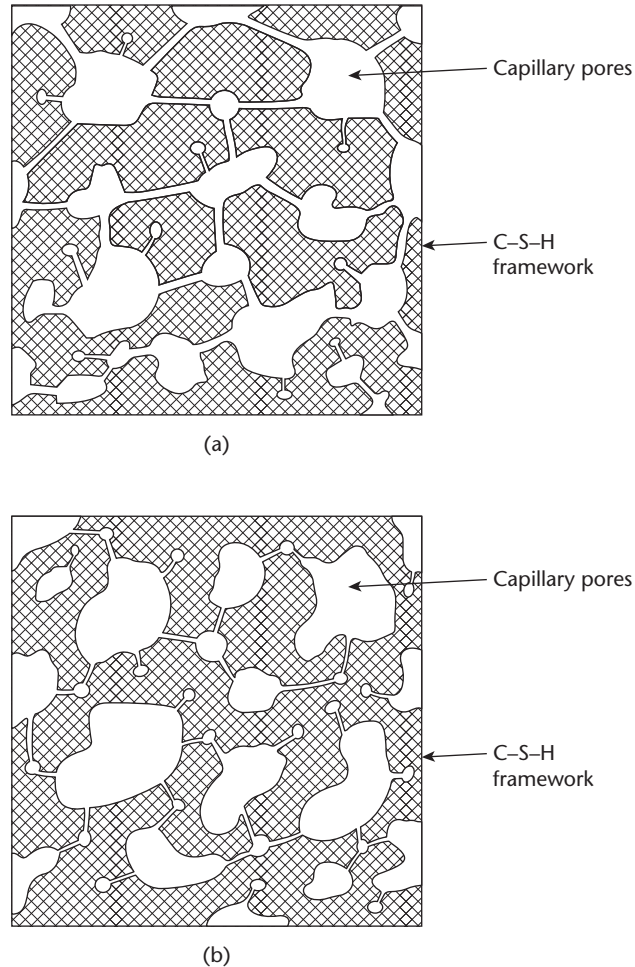 Capillary pores
C–S–H
framework
(a)
Capillary pores
C–S–H
framework
(b)